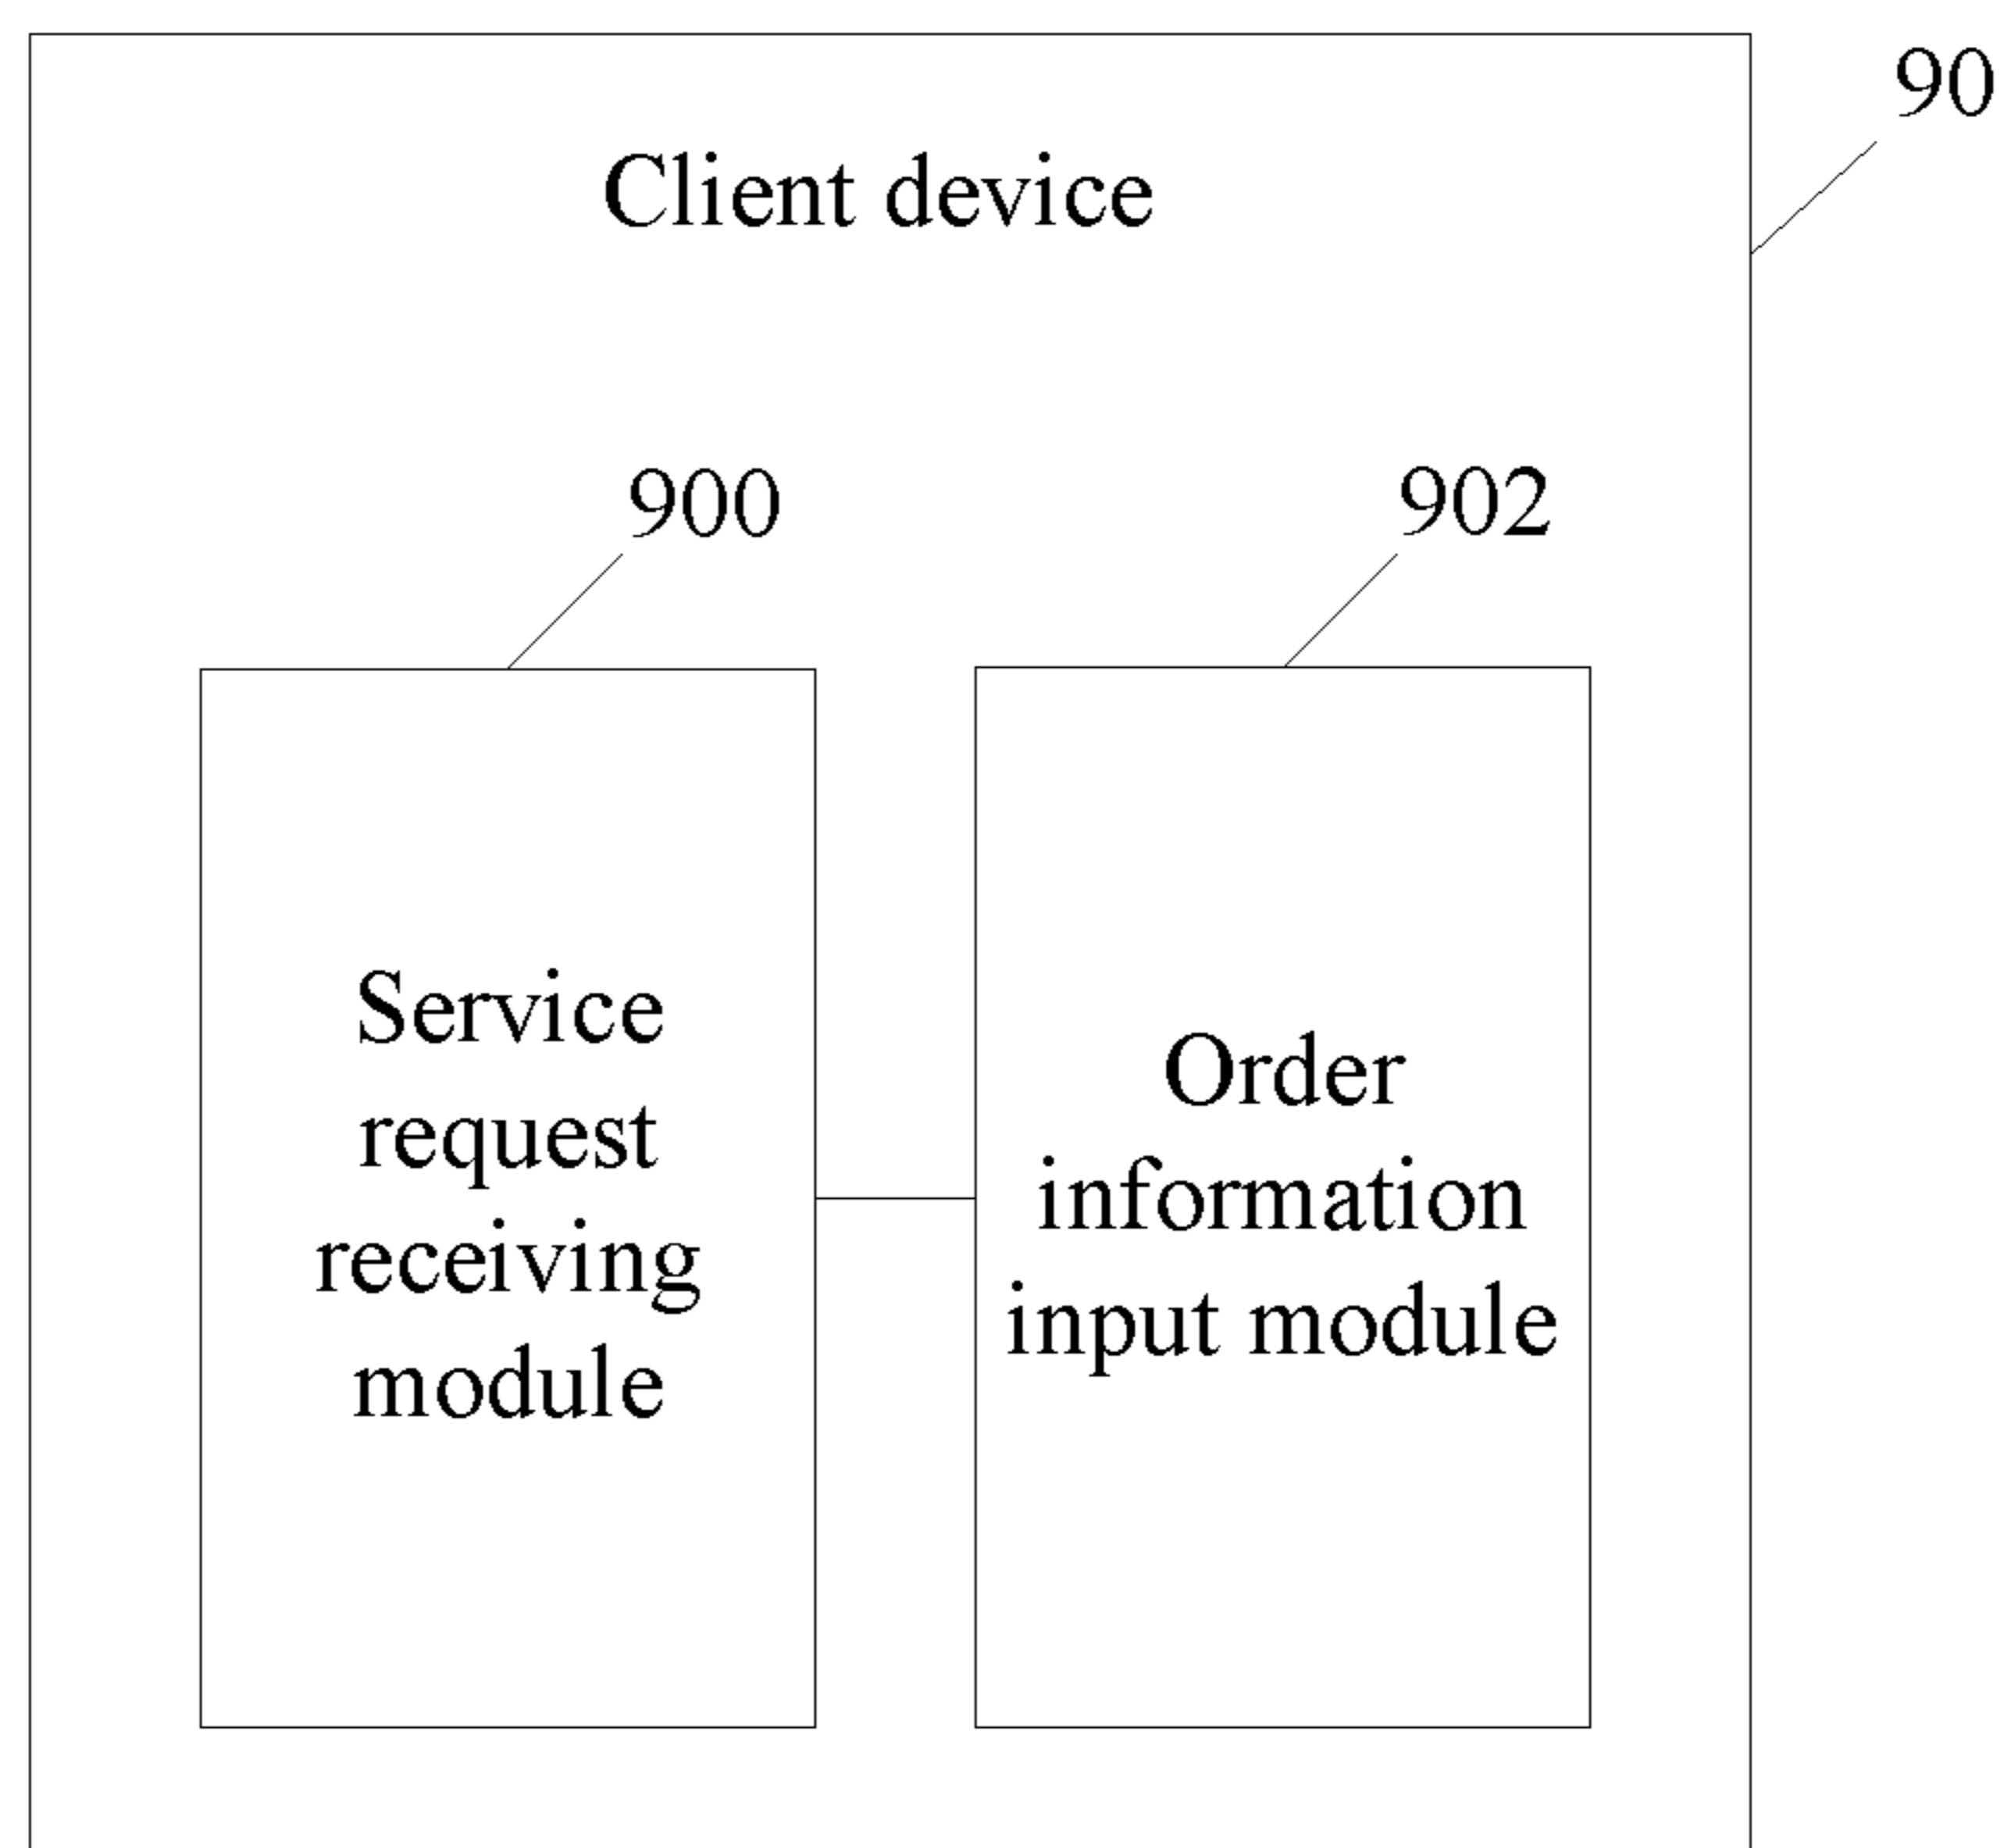 90
Client device
900
902
Service
request
receiving
module
Order
information
input module